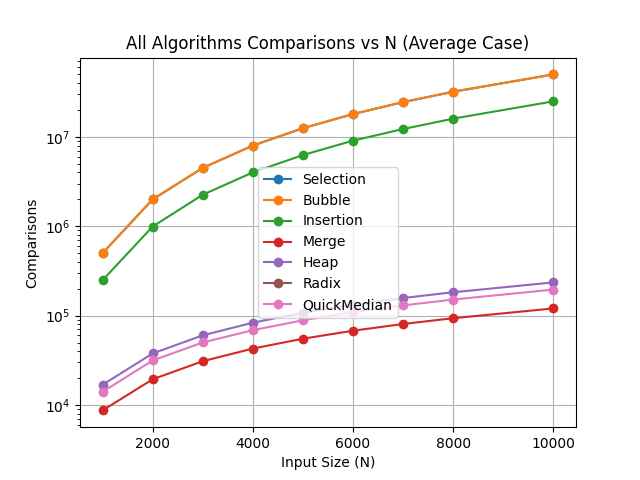 All Algorithms Comparisons vs N (Average Case)
Comparisons
10^7
10^6
10^5
10^4
Selection
Bubble
Insertion
Merge
Heap
Radix
QuickMedian
2000 4000 6000 8000 10000
Input Size (N)